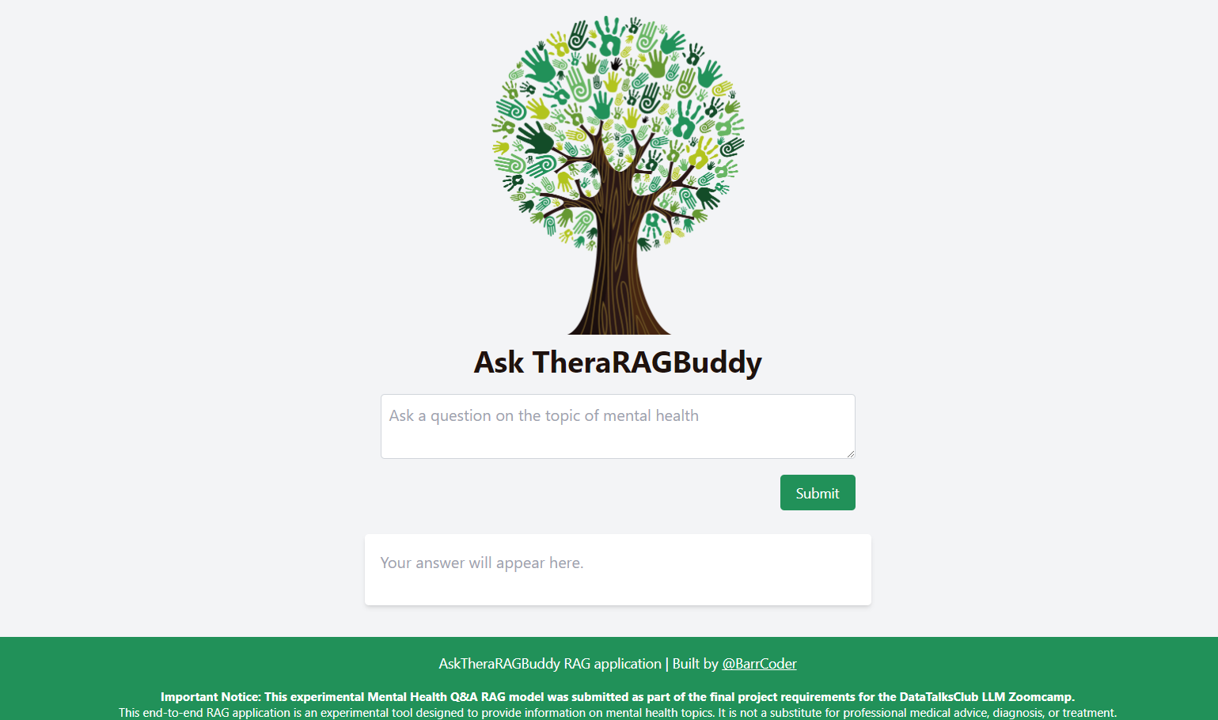 Ask TheraRAGBuddy
Ask a question on the topic of mental health
Submit
Your answer will appear here.
AskTheraRAGBuddy RAG application | Built by @BarrCoder
Important Notice: This experimental Mental Health Q&A RAG model was submitted as part of the final project requirements for the DataTalksClub LLM Zoomcamp.
This end-to-end RAG application is an experimental tool designed to provide information on mental health topics. It is not a substitute for professional medical advice, diagnosis, or treatment.